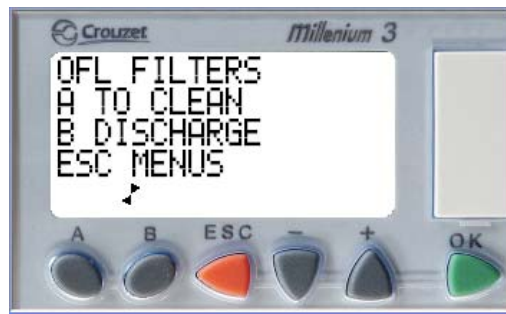 Crouzet
Millenium 3
OFL FILTERS
A TO CLEAN
B DISCHARGE
ESC MENUS
A B ESC − + OK